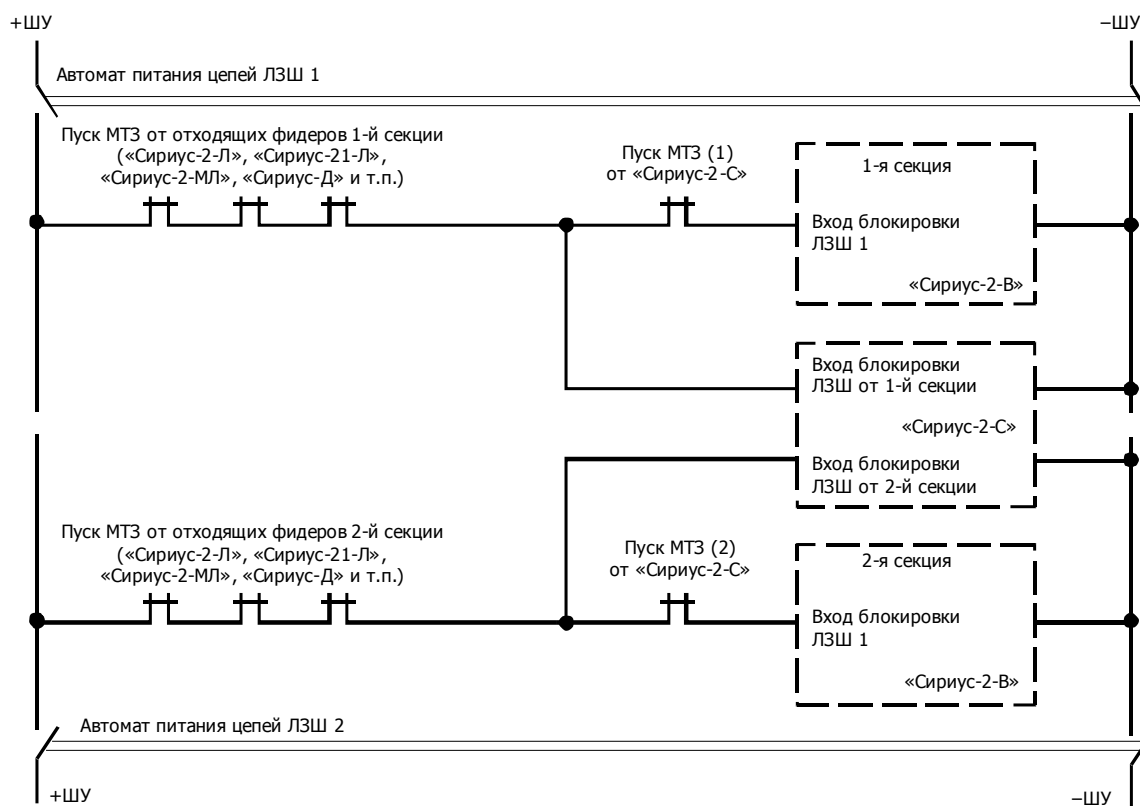 +ШУ
–ШУ
Автомат питания цепей ЛЗШ 1
Пуск МТЗ от отходящих фидеров 1-й секции
(«Сириус-2-Л», «Сириус-21-Л»,
«Сириус-2-МЛ», «Сириус-Д» и т.п.)
Пуск МТЗ (1)
от «Сириус-2-С»
1-я секция
Вход блокировки
ЛЗШ 1
«Сириус-2-В»
Вход блокировки
ЛЗШ от 1-й секции
«Сириус-2-С»
Вход блокировки
ЛЗШ от 2-й секции
Пуск МТЗ от отходящих фидеров 2-й секции
(«Сириус-2-Л», «Сириус-21-Л»,
«Сириус-2-МЛ», «Сириус-Д» и т.п.)
Пуск МТЗ (2)
от «Сириус-2-С»
2-я секция
Вход блокировки
ЛЗШ 1
«Сириус-2-В»
Автомат питания цепей ЛЗШ 2
+ШУ
–ШУ